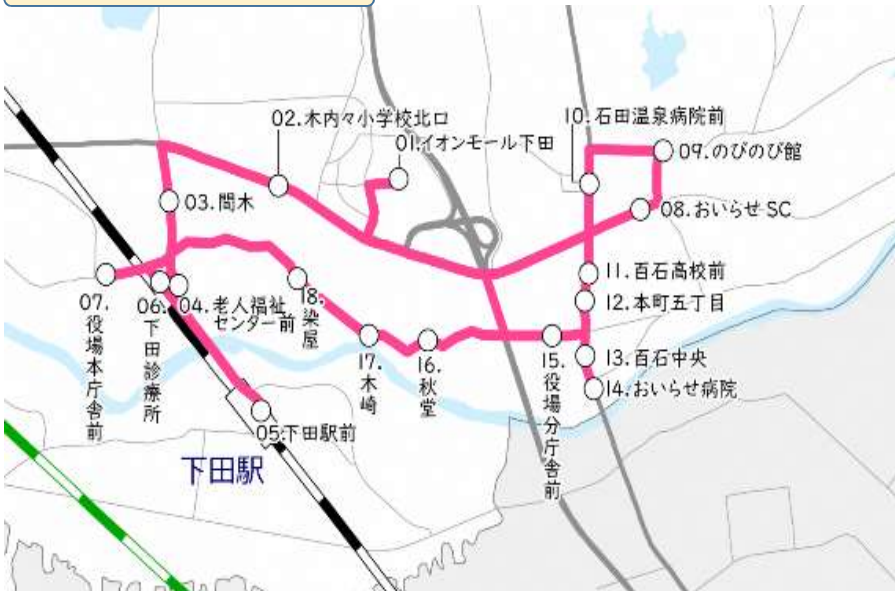 01.イオンモール下田
02.木内々小学校北口
03.間木
04.老人福祉
センター前
05.下田駅前
06.下田診療所
07.役場本庁舎前
08.おいらせSC
09.のびのび館
10.石田温泉病院前
11.百石高校前
12.本町五丁目
13.百石中央
14.おいらせ病院
15.役場分庁舎前
16.秋堂
17.木崎
18.染屋
下田駅